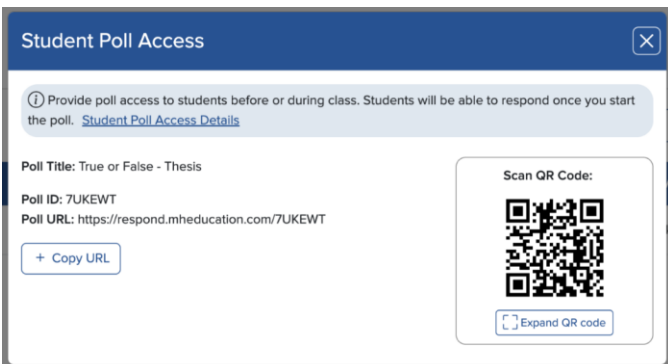 Student Poll Access
Provide poll access to students before or during class. Students will be able to respond once you start
the poll. Student Poll Access Details
Poll Title: True or False - Thesis
Poll ID: 7UKEWT
Poll URL: https://respond.mheducation.com/7UKEWT
+ Copy URL
Scan QR Code:
Expand QR code